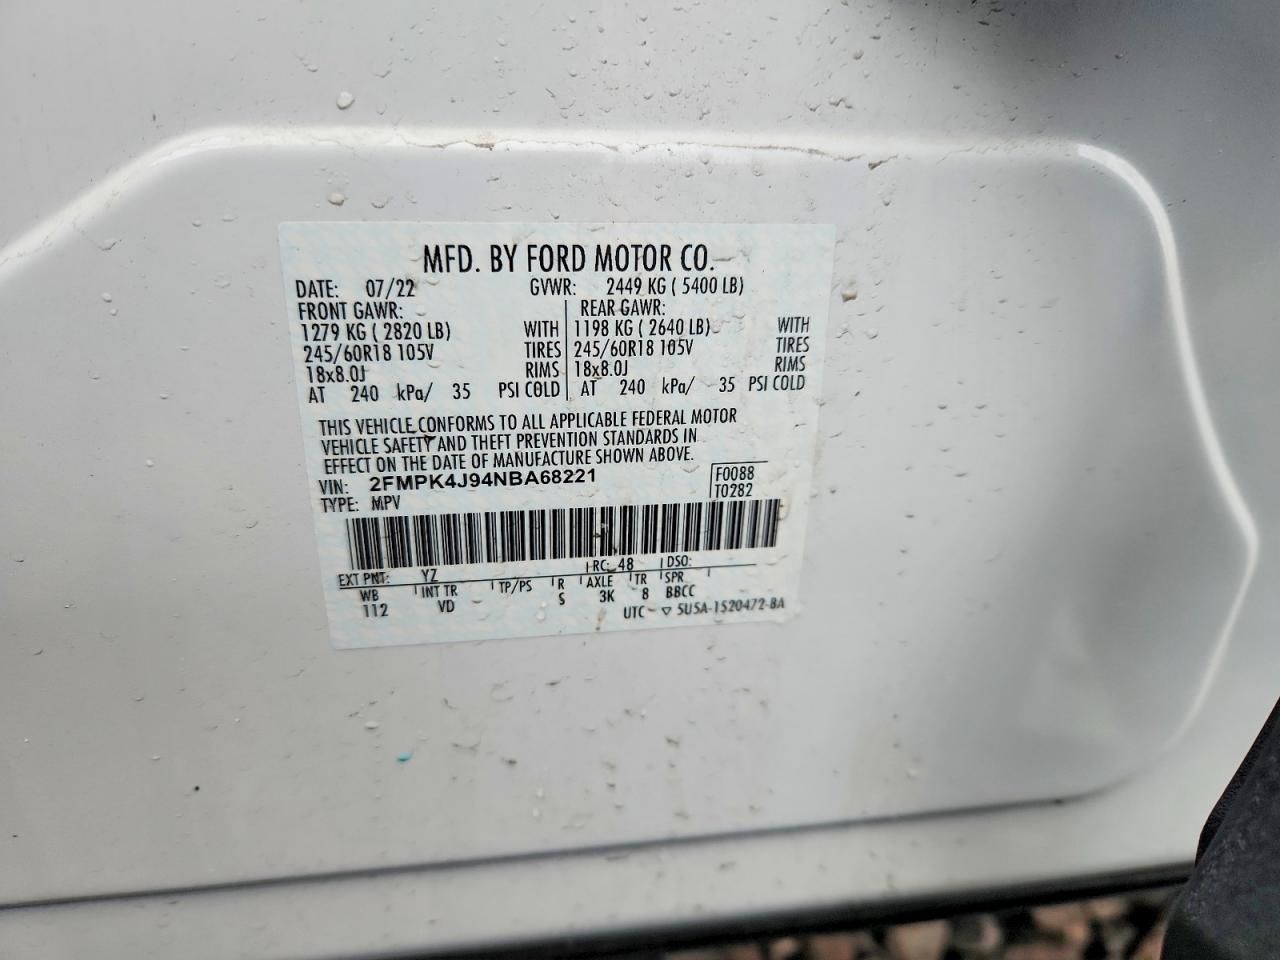 MFD. BY FORD MOTOR CO.
DATE: 07/22 GVWR: 2449 KG ( 5400 LB)
FRONT GAWR: REAR GAWR:
1279 KG ( 2820 LB) WITH 1198 KG ( 2640 LB) WITH
245/60R18 105V TIRES 245/60R18 105V TIRES
18x8.0J RIMS 18x8.0J RIMS
AT 240 kPa/ 35 PSI COLD AT 240 kPa/ 35 PSI COLD
THIS VEHICLE CONFORMS TO ALL APPLICABLE FEDERAL MOTOR
VEHICLE SAFETY AND THEFT PREVENTION STANDARDS IN
EFFECT ON THE DATE OF MANUFACTURE SHOWN ABOVE.
VIN: 2FMPK4J94NBA68221 F0088
TYPE: MPV T0282
EXT PNT: YZ RC: 48 DSO:
WB INT TR TP/PS R AXLE TR SPR
112 VD S 3K 8 BBCC
UTC ▽ SU5A-1520472-BA